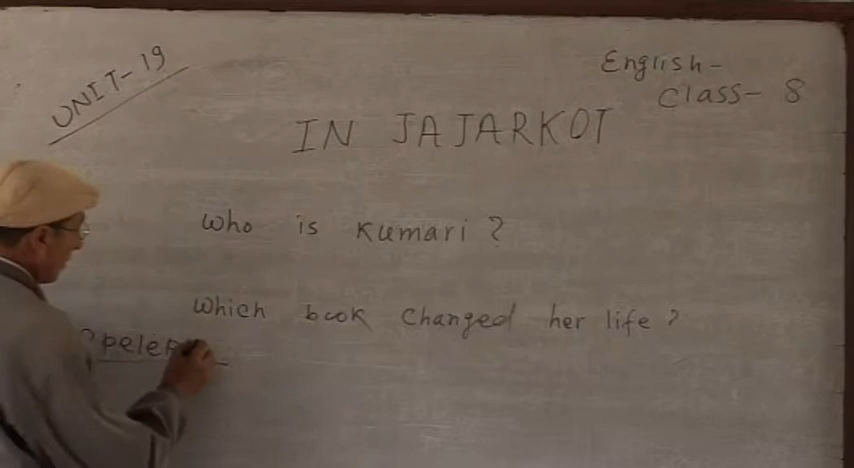 UNIT-19
English-
Class- 8
IN JAJARKOT
Who is Kumari ?
Which book changed her life ?